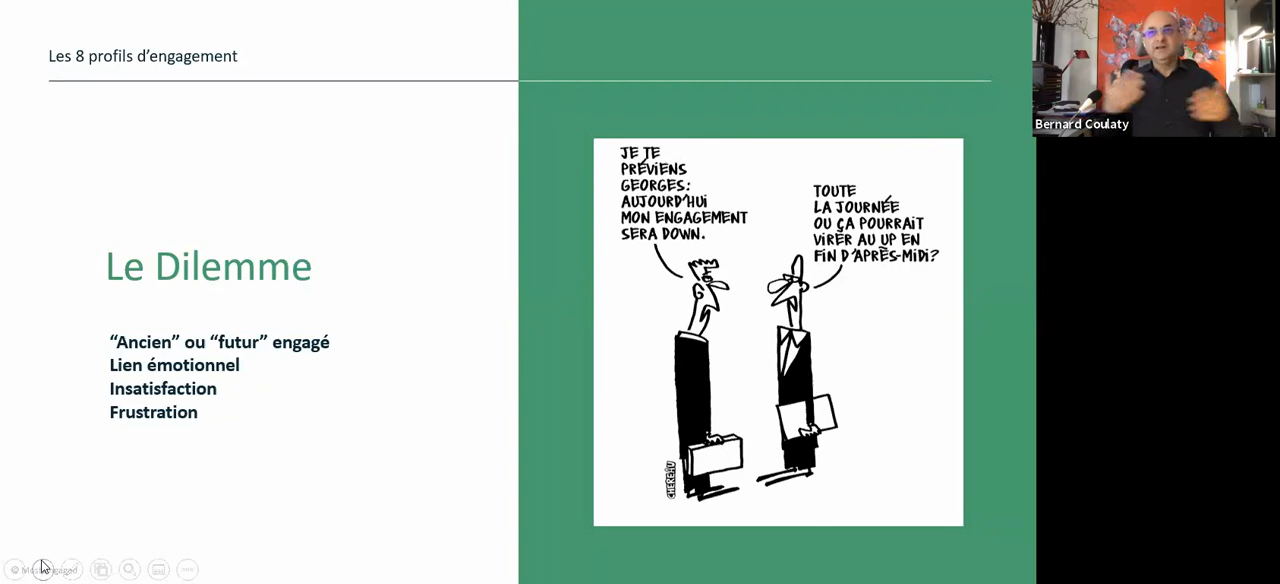 Les 8 profils d’engagement
Le Dilemme
“Ancien” ou “futur” engagé
Lien émotionnel
Insatisfaction
Frustration
JE TE
PRÉVIENS
GEORGES:
AUJOURD'HUI
MON ENGAGEMENT
SERA DOWN.
TOUTE
LA JOURNÉE
OU ÇA POURRAIT
VIRER AU UP EN
FIN D'APRÈS-MIDI?
CHEREAU
Bernard Coulaty
©